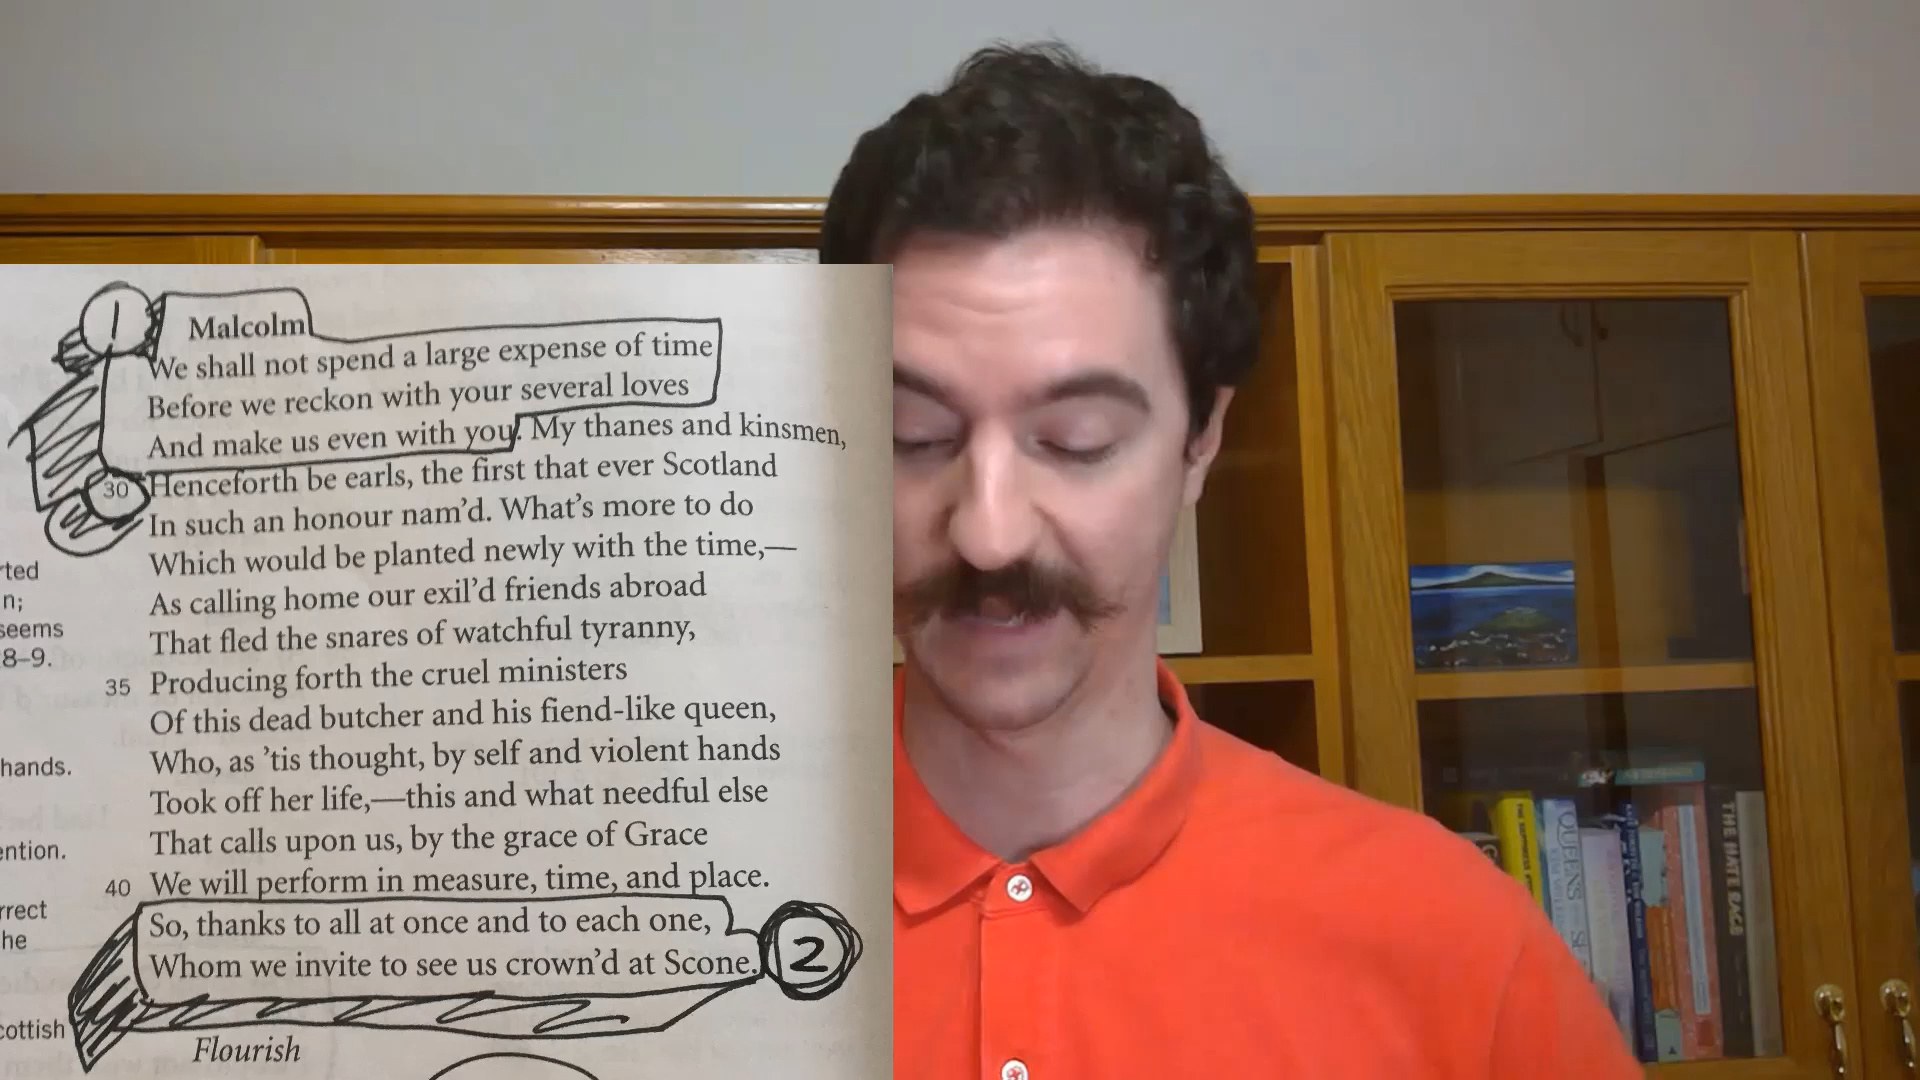 1
Malcolm
We shall not spend a large expense of time
Before we reckon with your several loves
And make us even with you. My thanes and kinsmen,
30 Henceforth be earls, the first that ever Scotland
In such an honour nam'd. What's more to do
Which would be planted newly with the time,—
As calling home our exil'd friends abroad
That fled the snares of watchful tyranny,
35 Producing forth the cruel ministers
Of this dead butcher and his fiend-like queen,
Who, as 'tis thought, by self and violent hands
Took off her life,—this and what needful else
That calls upon us, by the grace of Grace
40 We will perform in measure, time, and place.
So, thanks to all at once and to each one,
Whom we invite to see us crown'd at Scone.
2
Flourish
rted
n;
seems
8–9.
hands.
ention.
rrect
he
cottish
QUEENS
THE HATE RACE